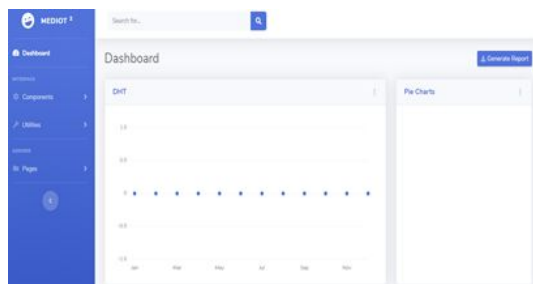 MEDIOT ³
Search for...
Dashboard
Dashboard
Generate Report
INTERFACE
Components
Utilities
Pages
DHT
Pie Charts
1.0
0.5
0
-0.5
-1.0
Jan Mar May Jul Sep Nov